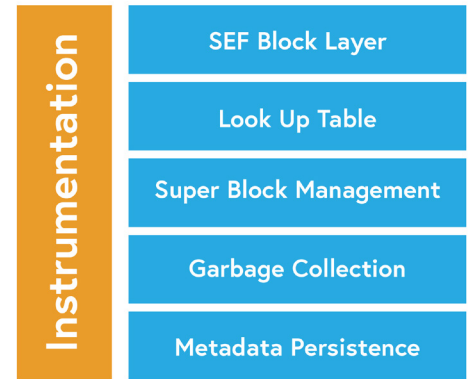 Instrumentation
SEF Block Layer
Look Up Table
Super Block Management
Garbage Collection
Metadata Persistence